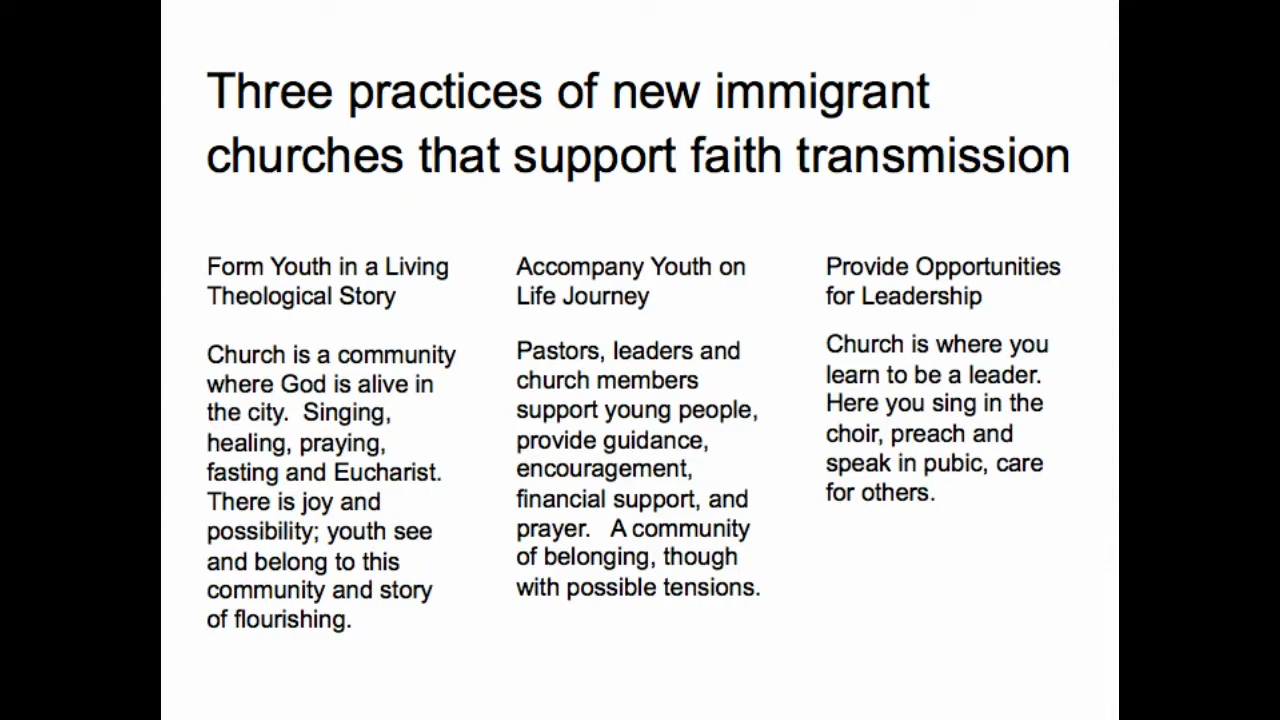 Three practices of new immigrant
churches that support faith transmission
Form Youth in a Living
Theological Story
Church is a community
where God is alive in
the city.  Singing,
healing, praying,
fasting and Eucharist.
There is joy and
possibility; youth see
and belong to this
community and story
of flourishing.
Accompany Youth on
Life Journey
Pastors, leaders and
church members
support young people,
provide guidance,
encouragement,
financial support, and
prayer.   A community
of belonging, though
with possible tensions.
Provide Opportunities
for Leadership
Church is where you
learn to be a leader.
Here you sing in the
choir, preach and
speak in pubic, care
for others.